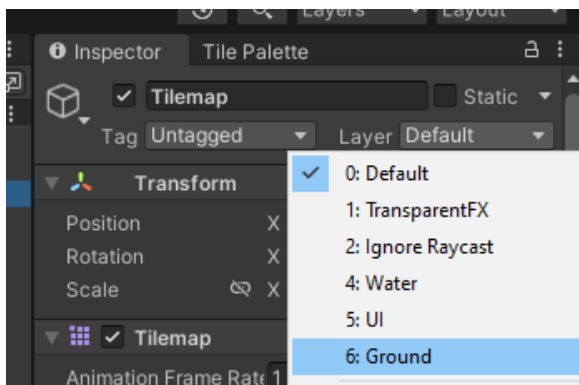 Layers Layout
Inspector Tile Palette
Tilemap Static
Tag Untagged Layer Default
0: Default
Transform
1: TransparentFX
Position X
2: Ignore Raycast
Rotation X
4: Water
Scale X
5: UI
Tilemap
6: Ground
Animation Frame Rate 1